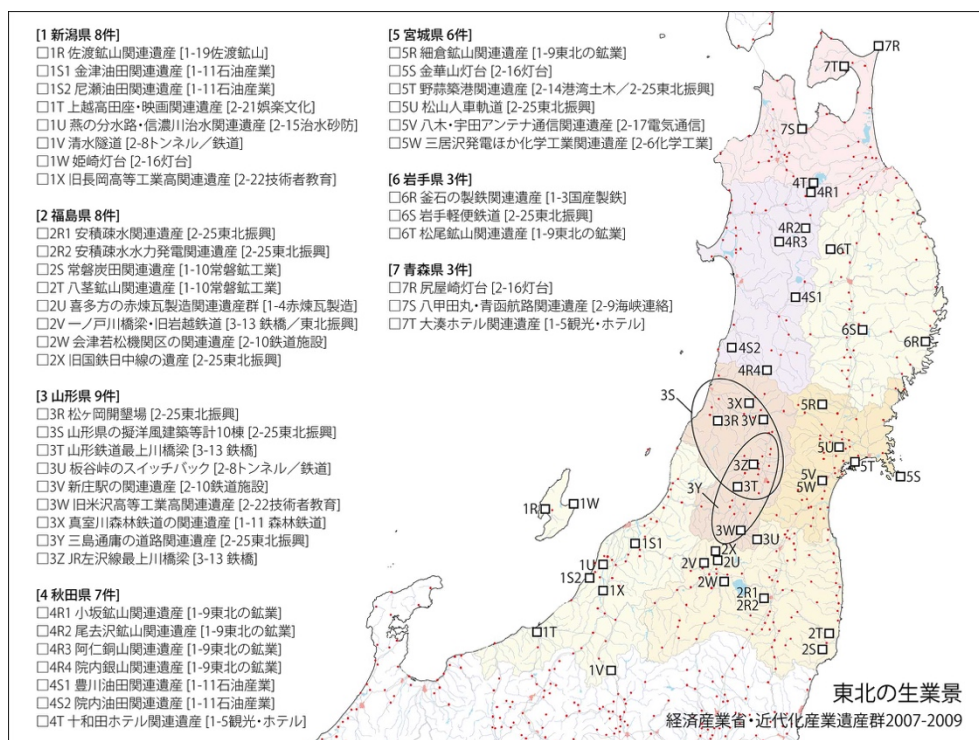 [1 新潟県 8件]
□1R 佐渡鉱山関連遺産 [1-19佐渡鉱山]
□1S1 金津油田関連遺産 [1-11石油産業]
□1S2 尼瀬油田関連遺産 [1-11石油産業]
□1T 上越高田座・映画関連遺産 [2-21娯楽文化]
□1U 燕の分水路・信濃川治水関連遺産 [2-15治水砂防]
□1V 清水隧道 [2-8トンネル／鉄道]
□1W 姫崎灯台 [2-16灯台]
□1X 旧長岡高等工業高関連遺産 [2-22技術者教育]
[2 福島県 8件]
□2R1 安積疎水関連遺産 [2-25東北振興]
□2R2 安積疎水水力発電関連遺産 [2-25東北振興]
□2S 常磐炭田関連遺産 [1-10常磐鉱工業]
□2T 八茎鉱山関連遺産 [1-10常磐鉱工業]
□2U 喜多方の赤煉瓦製造関連遺産群 [1-4赤煉瓦製造]
□2V 一ノ戸川橋梁・旧岩越鉄道 [3-13 鉄橋／東北振興]
□2W 会津若松機関区の関連遺産 [2-10鉄道施設]
□2X 旧国鉄日中線の遺産 [2-25東北振興]
[3 山形県 9件]
□3R 松ヶ岡開墾場 [2-25東北振興]
□3S 山形県の擬洋風建築等計10棟 [2-25東北振興]
□3T 山形鉄道最上川橋梁 [3-13 鉄橋]
□3U 板谷峠のスイッチバック [2-8トンネル／鉄道]
□3V 新庄駅の関連遺産 [2-10鉄道施設]
□3W 旧米沢高等工業高関連遺産 [2-22技術者教育]
□3X 真室川森林鉄道の関連遺産 [1-11 森林鉄道]
□3Y 三島通庸の道路関連遺産 [2-25東北振興]
□3Z JR左沢線最上川橋梁 [3-13 鉄橋]
[4 秋田県 7件]
□4R1 小坂鉱山関連遺産 [1-9東北の鉱業]
□4R2 尾去沢鉱山関連遺産 [1-9東北の鉱業]
□4R3 阿仁銅山関連遺産 [1-9東北の鉱業]
□4R4 院内銀山関連遺産 [1-9東北の鉱業]
□4S1 豊川油田関連遺産 [1-11石油産業]
□4S2 院内油田関連遺産 [1-11石油産業]
□4T 十和田ホテル関連遺産 [1-5観光・ホテル]
[5 宮城県 6件]
□5R 細倉鉱山関連遺産 [1-9東北の鉱業]
□5S 金華山灯台 [2-16灯台]
□5T 野蒜築港関連遺産 [2-14港湾土木／2-25東北振興]
□5U 松山人車軌道 [2-25東北振興]
□5V 八木・宇田アンテナ通信関連遺産 [2-17電気通信]
□5W 三居沢発電ほか化学工業関連遺産 [2-6化学工業]
[6 岩手県 3件]
□6R 釜石の製鉄関連遺産 [1-3国産製鉄]
□6S 岩手軽便鉄道 [2-25東北振興]
□6T 松尾鉱山関連遺産 [1-9東北の鉱業]
[7 青森県 3件]
□7R 尻屋崎灯台 [2-16灯台]
□7S 八甲田丸・青函航路関連遺産 [2-9海峡連絡]
□7T 大湊ホテル関連遺産 [1-5観光・ホテル]
7R
7T
7S
4T
4R1
4R2
4R3
6T
4S1
6S
6R
4S2
4R4
3S
3X
3R 3V
5R
5U
3Z
5T
5S
3Y
3T
5V
5W
1R
1W
3W
3U
1S1
2X
2U
2V
1U
1S2
2W
1X
2R1
2R2
1T
2T
2S
1V
東北の生業景
経済産業省・近代化産業遺産群2007-2009